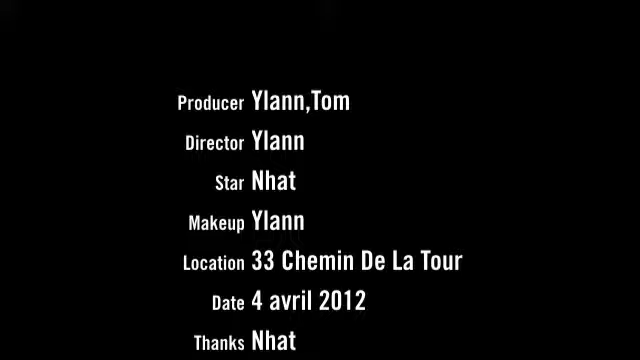 Producer Ylann,Tom
Director Ylann
Star Nhat
Makeup Ylann
Location 33 Chemin De La Tour
Date 4 avril 2012
Thanks Nhat